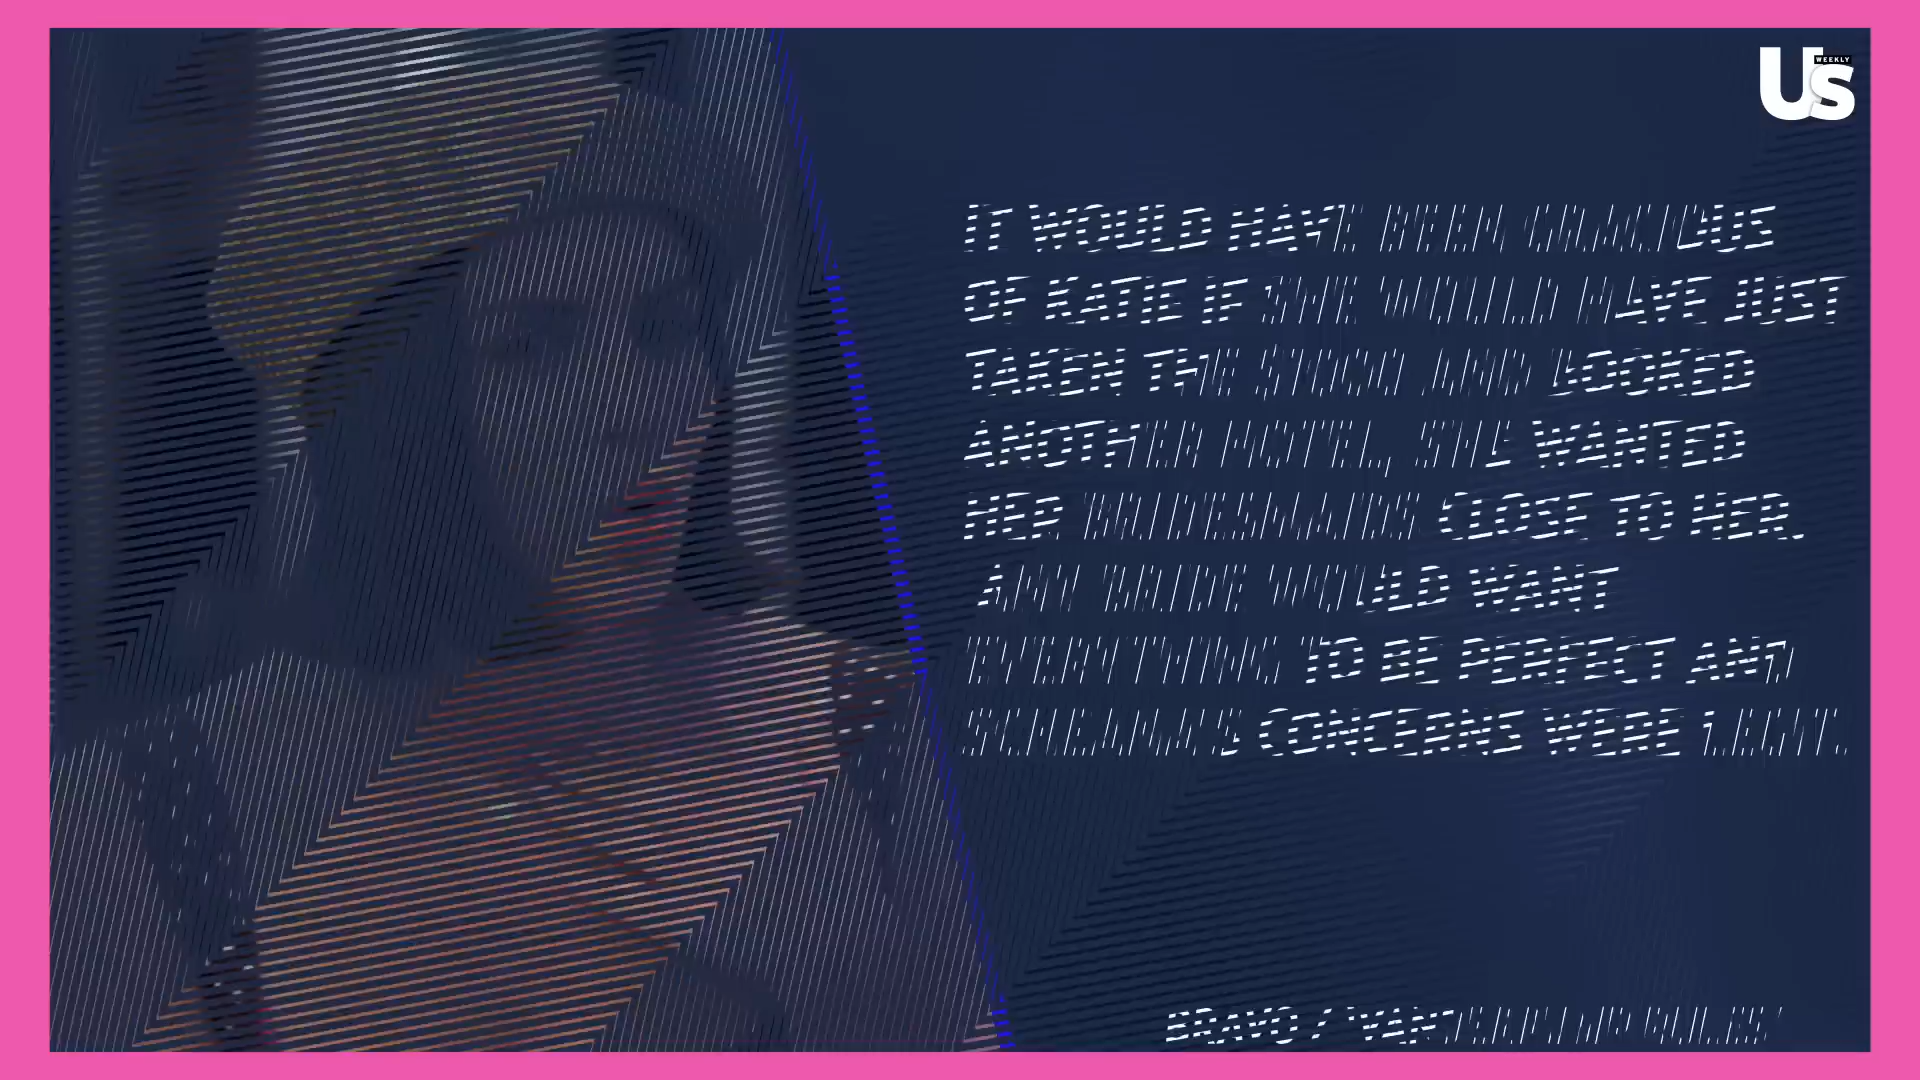 Us
WEEKLY
IT WOULD HAVE BEEN GRACIOUS
OF KATIE IF SHE WOULD HAVE JUST
TAKEN THE AND LOOKED
ANOTHER HOTEL, SHE WANTED
HER BRIDESMAIDS CLOSE TO HER.
ANY BRIDE WOULD WANT
EVERYTHING TO BE PERFECT AND
SCHEANA'S CONCERNS WERE LEGIT.
BRAVO / 'VANDERPUMP RULES'